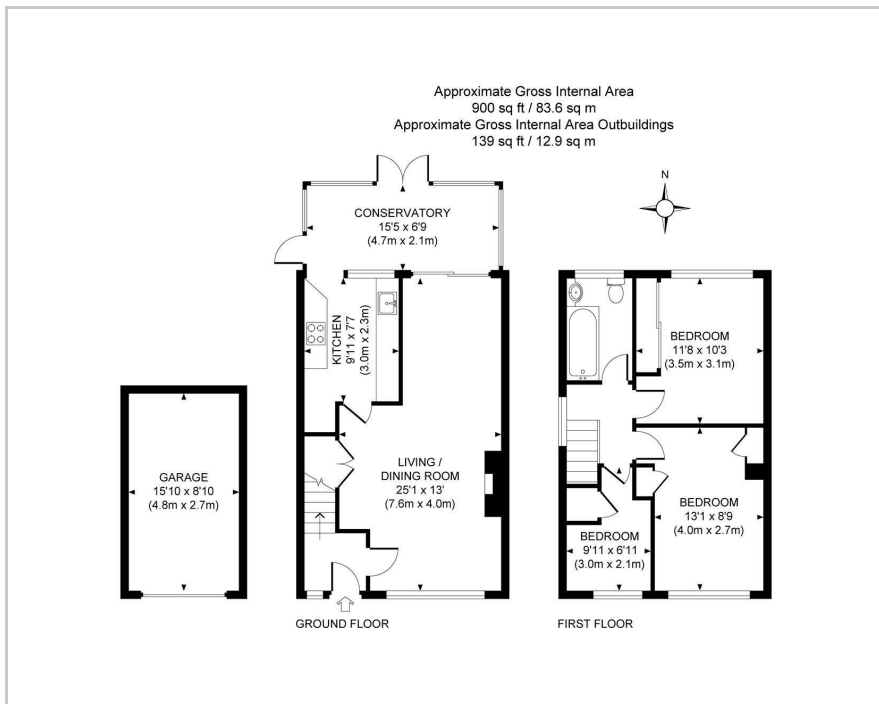 Approximate Gross Internal Area
900 sq ft / 83.6 sq m
Approximate Gross Internal Area Outbuildings
139 sq ft / 12.9 sq m
N
CONSERVATORY
15'5 x 6'9
(4.7m x 2.1m)
KITCHEN
9'11 x 7'7
(3.0m x 2.3m)
LIVING /
DINING ROOM
25'1 x 13'
(7.6m x 4.0m)
GARAGE
15'10 x 8'10
(4.8m x 2.7m)
BEDROOM
11'8 x 10'3
(3.5m x 3.1m)
BEDROOM
13'1 x 8'9
(4.0m x 2.7m)
BEDROOM
9'11 x 6'11
(3.0m x 2.1m)
GROUND FLOOR
FIRST FLOOR